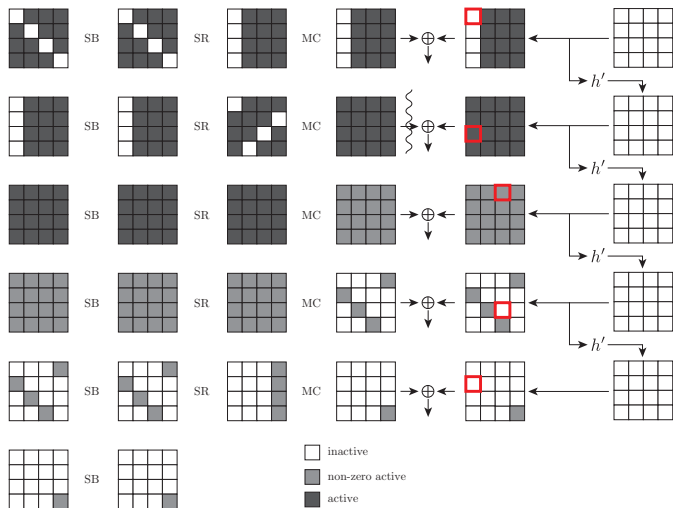 SB SR MC
h′
SB SR MC
h′
SB SR MC
h′
SB SR MC
h′
SB SR MC
inactive
SB
non-zero active
active